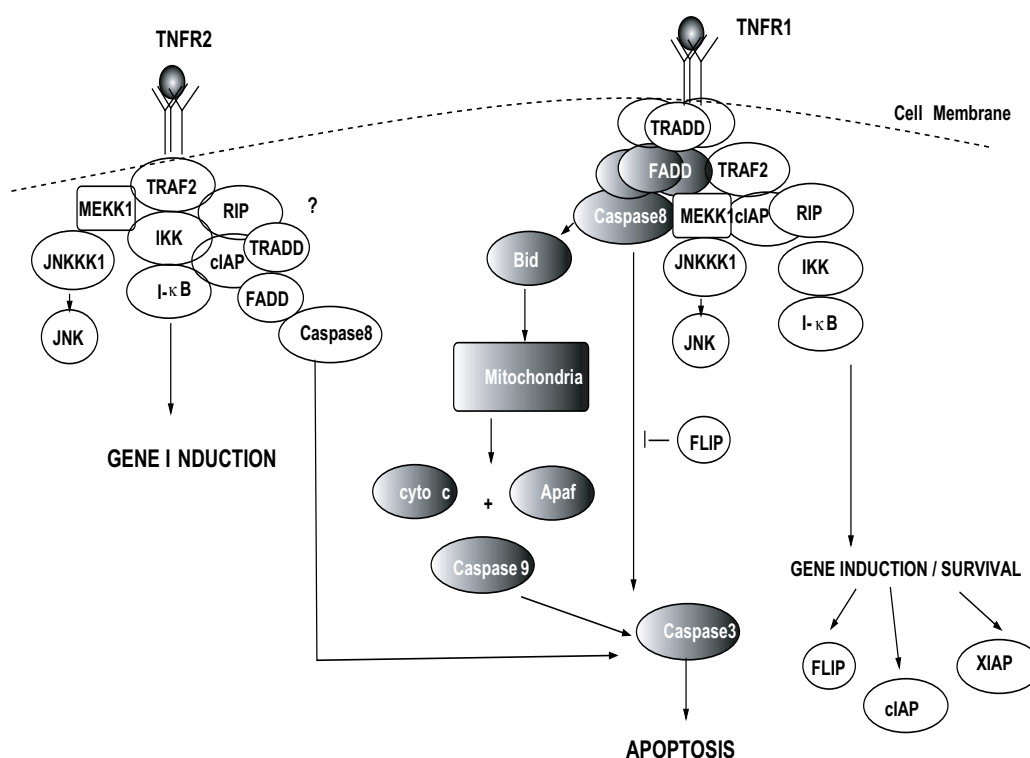 TNFR2
TNFR1
Cell Membrane
TRADD
FADD
TRAF2
Caspase8
MEKK1
cIAP
RIP
JNKKK1
IKK
I-κB
JNK
TRAF2
MEKK1
RIP
?
IKK
TRADD
JNKKK1
cIAP
I-κB
FADD
JNK
Caspase8
Bid
Mitochondria
FLIP
GENE I NDUCTION
cyto c
+
Apaf
Caspase 9
GENE INDUCTION / SURVIVAL
Caspase3
FLIP
XIAP
cIAP
APOPTOSIS